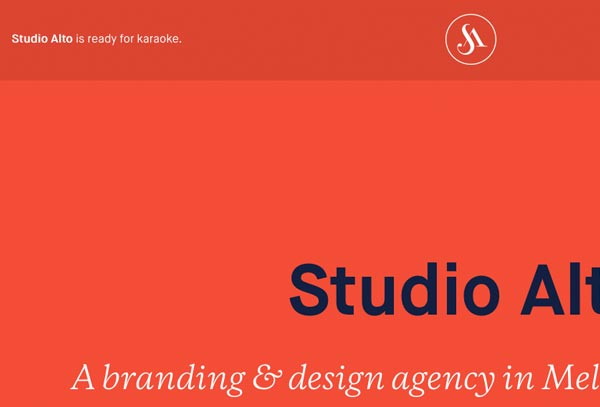 Studio Alto is ready for karaoke.
SA
Studio Alt
A branding & design agency in Mel